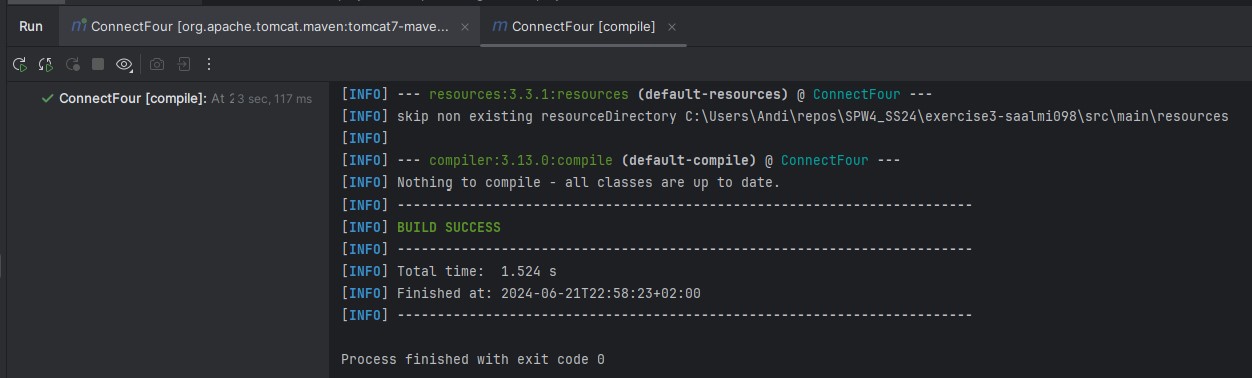 Run
ConnectFour [org.apache.tomcat.maven:tomcat7-mave...
ConnectFour [compile]
ConnectFour [compile]: At 2 3 sec, 117 ms
[INFO] --- resources:3.3.1:resources (default-resources) @ ConnectFour ---
[INFO] skip non existing resourceDirectory C:\Users\Andi\repos\SPW4_SS24\exercise3-saalmi098\src\main\resources
[INFO]
[INFO] --- compiler:3.13.0:compile (default-compile) @ ConnectFour ---
[INFO] Nothing to compile - all classes are up to date.
[INFO] ------------------------------------------------------------------------
[INFO] BUILD SUCCESS
[INFO] ------------------------------------------------------------------------
[INFO] Total time:  1.524 s
[INFO] Finished at: 2024-06-21T22:58:23+02:00
[INFO] ------------------------------------------------------------------------
Process finished with exit code 0